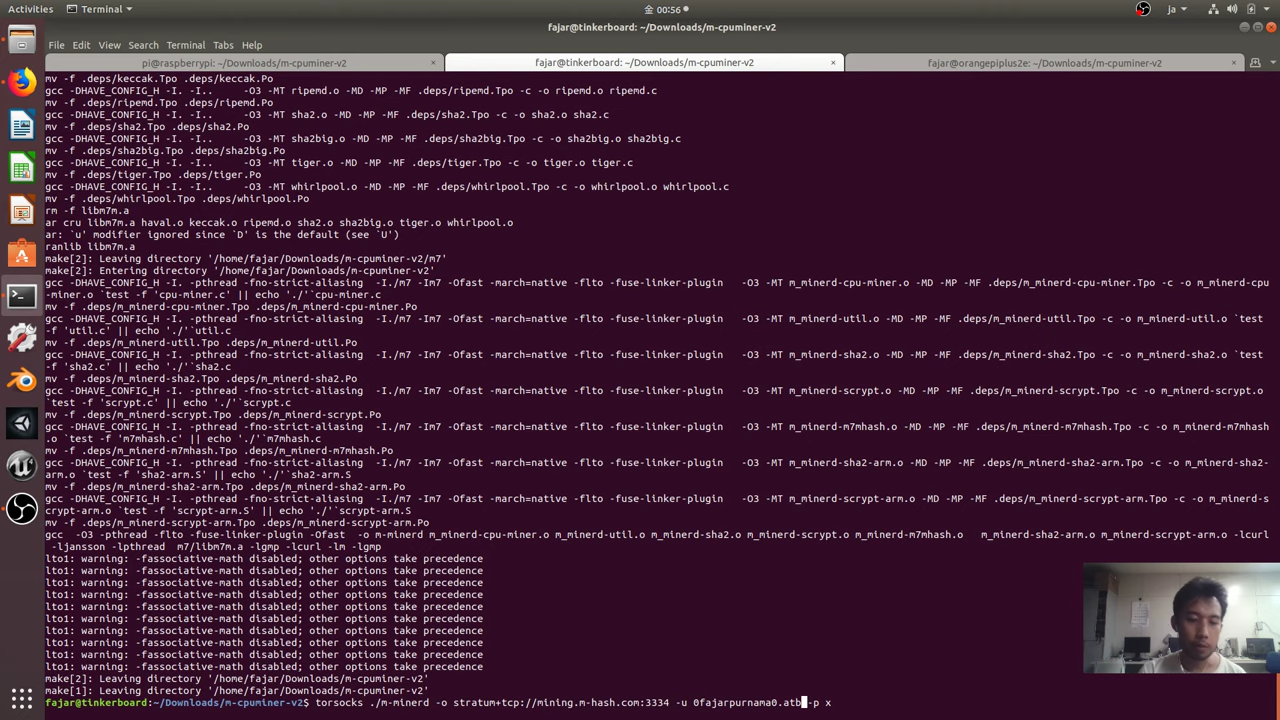 Activities
Terminal
金 00:56
ja
fajar@tinkerboard: ~/Downloads/m-cpuminer-v2
File Edit View Search Terminal Tabs Help
pi@raspberrypi: ~/Downloads/m-cpuminer-v2
fajar@tinkerboard: ~/Downloads/m-cpuminer-v2
fajar@orangepiplus2e: ~/Downloads/m-cpuminer-v2
mv -f .deps/keccak.Tpo .deps/keccak.Po
gcc -DHAVE_CONFIG_H -I. -I.. -O3 -MT ripemd.o -MD -MP -MF .deps/ripemd.Tpo -c -o ripemd.o ripemd.c
mv -f .deps/ripemd.Tpo .deps/ripemd.Po
gcc -DHAVE_CONFIG_H -I. -I.. -O3 -MT sha2.o -MD -MP -MF .deps/sha2.Tpo -c -o sha2.o sha2.c
mv -f .deps/sha2.Tpo .deps/sha2.Po
gcc -DHAVE_CONFIG_H -I. -I.. -O3 -MT sha2big.o -MD -MP -MF .deps/sha2big.Tpo -c -o sha2big.o sha2big.c
mv -f .deps/sha2big.Tpo .deps/sha2big.Po
gcc -DHAVE_CONFIG_H -I. -I.. -O3 -MT tiger.o -MD -MP -MF .deps/tiger.Tpo -c -o tiger.o tiger.c
mv -f .deps/tiger.Tpo .deps/tiger.Po
gcc -DHAVE_CONFIG_H -I. -I.. -O3 -MT whirlpool.o -MD -MP -MF .deps/whirlpool.Tpo -c -o whirlpool.o whirlpool.c
mv -f .deps/whirlpool.Tpo .deps/whirlpool.Po
rm -f libm7m.a
ar cru libm7m.a haval.o keccak.o ripemd.o sha2.o sha2big.o tiger.o whirlpool.o
ar: `u' modifier ignored since `D' is the default (see `U')
ranlib libm7m.a
make[2]: Leaving directory '/home/fajar/Downloads/m-cpuminer-v2/m7'
make[2]: Entering directory '/home/fajar/Downloads/m-cpuminer-v2'
gcc -DHAVE_CONFIG_H -I. -pthread -fno-strict-aliasing -I./m7 -Im7 -Ofast -march=native -flto -fuse-linker-plugin -O3 -MT m_minerd-cpu-miner.o -MD -MP -MF .deps/m_minerd-cpu-miner.Tpo -c -o m_minerd-cpu
-miner.o `test -f 'cpu-miner.c' || echo './'`cpu-miner.c
mv -f .deps/m_minerd-cpu-miner.Tpo .deps/m_minerd-cpu-miner.Po
gcc -DHAVE_CONFIG_H -I. -pthread -fno-strict-aliasing -I./m7 -Im7 -Ofast -march=native -flto -fuse-linker-plugin -O3 -MT m_minerd-util.o -MD -MP -MF .deps/m_minerd-util.Tpo -c -o m_minerd-util.o `test
-f 'util.c' || echo './'`util.c
mv -f .deps/m_minerd-util.Tpo .deps/m_minerd-util.Po
gcc -DHAVE_CONFIG_H -I. -pthread -fno-strict-aliasing -I./m7 -Im7 -Ofast -march=native -flto -fuse-linker-plugin -O3 -MT m_minerd-sha2.o -MD -MP -MF .deps/m_minerd-sha2.Tpo -c -o m_minerd-sha2.o `test
-f 'sha2.c' || echo './'`sha2.c
mv -f .deps/m_minerd-sha2.Tpo .deps/m_minerd-sha2.Po
gcc -DHAVE_CONFIG_H -I. -pthread -fno-strict-aliasing -I./m7 -Im7 -Ofast -march=native -flto -fuse-linker-plugin -O3 -MT m_minerd-scrypt.o -MD -MP -MF .deps/m_minerd-scrypt.Tpo -c -o m_minerd-scrypt.o
`test -f 'scrypt.c' || echo './'`scrypt.c
mv -f .deps/m_minerd-scrypt.Tpo .deps/m_minerd-scrypt.Po
gcc -DHAVE_CONFIG_H -I. -pthread -fno-strict-aliasing -I./m7 -Im7 -Ofast -march=native -flto -fuse-linker-plugin -O3 -MT m_minerd-m7mhash.o -MD -MP -MF .deps/m_minerd-m7mhash.Tpo -c -o m_minerd-m7mhash
.o `test -f 'm7mhash.c' || echo './'`m7mhash.c
mv -f .deps/m_minerd-m7mhash.Tpo .deps/m_minerd-m7mhash.Po
gcc -DHAVE_CONFIG_H -I. -pthread -fno-strict-aliasing -I./m7 -Im7 -Ofast -march=native -flto -fuse-linker-plugin -O3 -MT m_minerd-sha2-arm.o -MD -MP -MF .deps/m_minerd-sha2-arm.Tpo -c -o m_minerd-sha2-
arm.o `test -f 'sha2-arm.S' || echo './'`sha2-arm.S
mv -f .deps/m_minerd-sha2-arm.Tpo .deps/m_minerd-sha2-arm.Po
gcc -DHAVE_CONFIG_H -I. -pthread -fno-strict-aliasing -I./m7 -Im7 -Ofast -march=native -flto -fuse-linker-plugin -O3 -MT m_minerd-scrypt-arm.o -MD -MP -MF .deps/m_minerd-scrypt-arm.Tpo -c -o m_minerd-s
crypt-arm.o `test -f 'scrypt-arm.S' || echo './'`scrypt-arm.S
mv -f .deps/m_minerd-scrypt-arm.Tpo .deps/m_minerd-scrypt-arm.Po
gcc -O3 -pthread -flto -fuse-linker-plugin -Ofast -o m-minerd m_minerd-cpu-miner.o m_minerd-util.o m_minerd-sha2.o m_minerd-scrypt.o m_minerd-m7mhash.o m_minerd-sha2-arm.o m_minerd-scrypt-arm.o -lcurl
-ljansson -lpthread m7/libm7m.a -lgmp -lcurl -lm -lgmp
lto1: warning: -fassociative-math disabled; other options take precedence
lto1: warning: -fassociative-math disabled; other options take precedence
lto1: warning: -fassociative-math disabled; other options take precedence
lto1: warning: -fassociative-math disabled; other options take precedence
lto1: warning: -fassociative-math disabled; other options take precedence
lto1: warning: -fassociative-math disabled; other options take precedence
lto1: warning: -fassociative-math disabled; other options take precedence
lto1: warning: -fassociative-math disabled; other options take precedence
lto1: warning: -fassociative-math disabled; other options take precedence
lto1: warning: -fassociative-math disabled; other options take precedence
make[2]: Leaving directory '/home/fajar/Downloads/m-cpuminer-v2'
make[1]: Leaving directory '/home/fajar/Downloads/m-cpuminer-v2'
fajar@tinkerboard:~/Downloads/m-cpuminer-v2$ torsocks ./m-minerd -o stratum+tcp://mining.m-hash.com:3334 -u 0fajarpurnama0.atb -p x